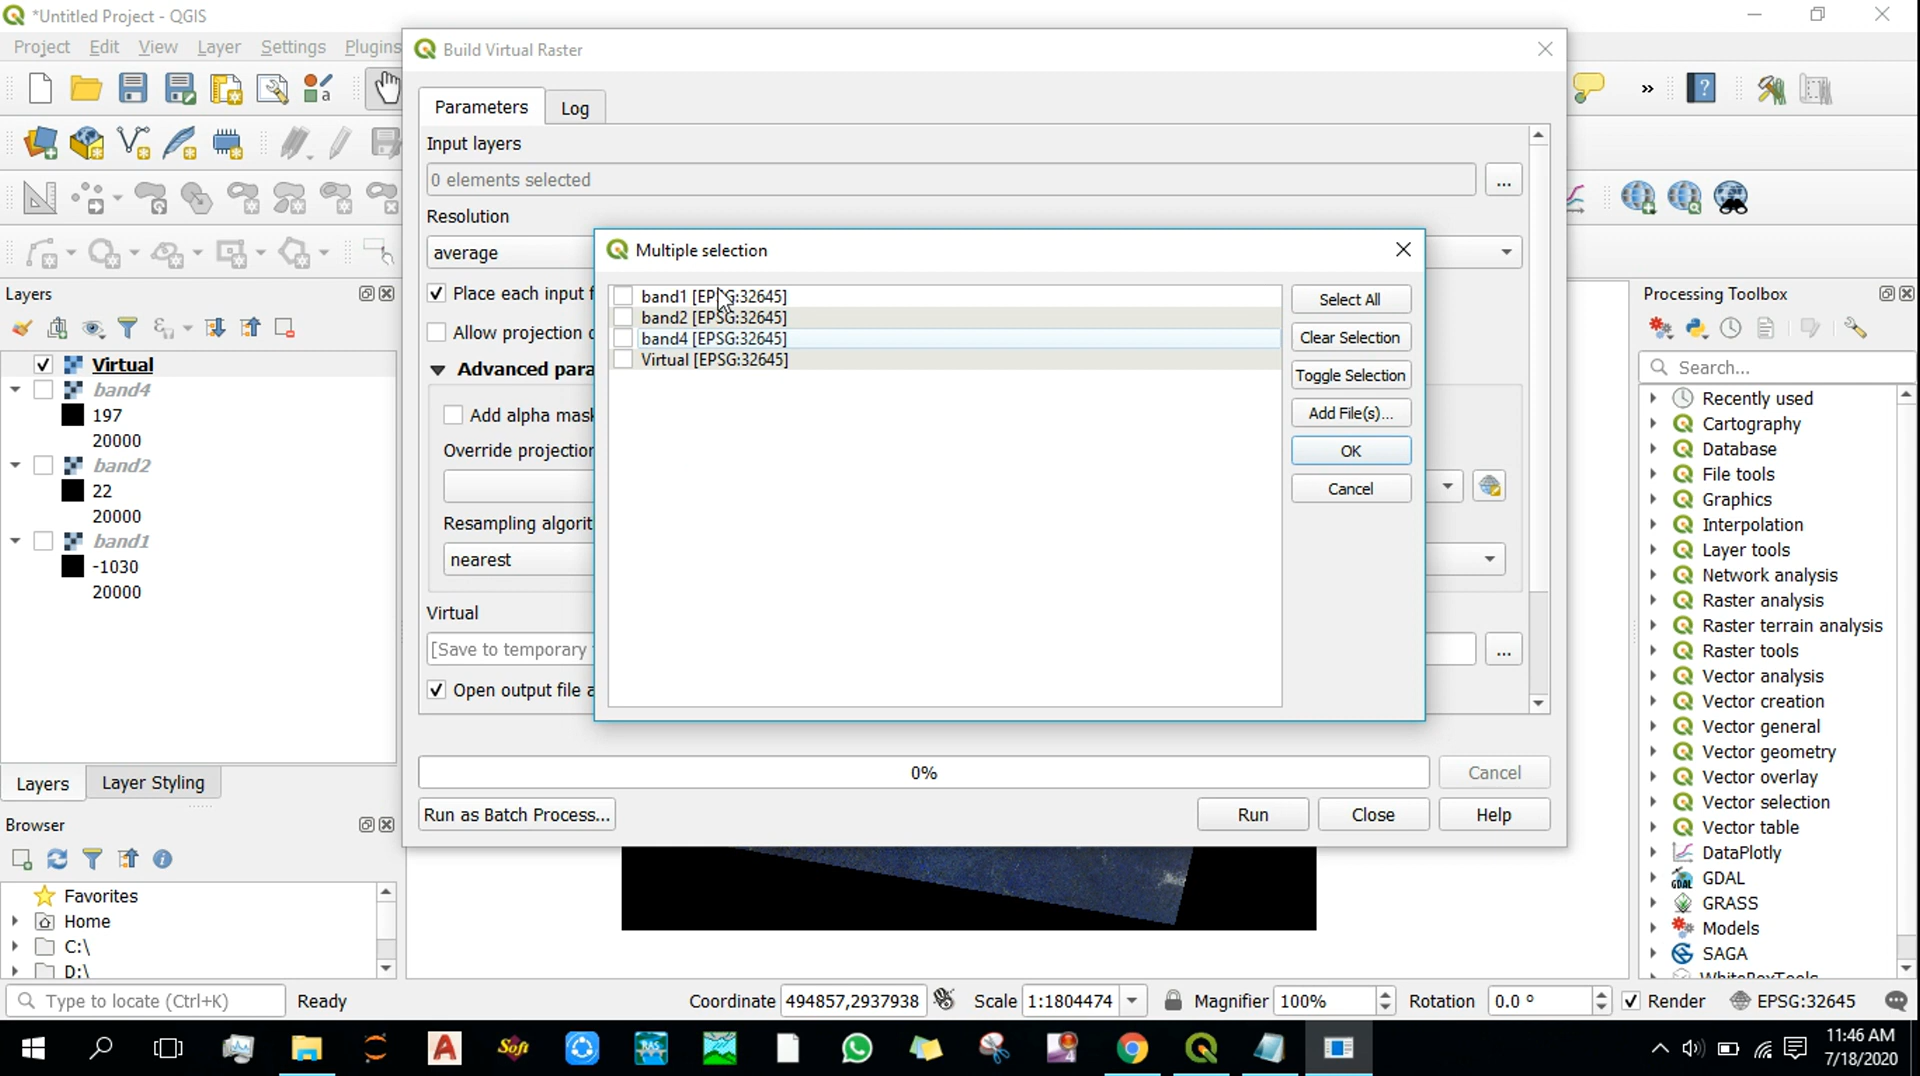 *Untitled Project - QGIS
Project Edit View Layer Settings Plugins
Build Virtual Raster
Parameters Log
Input layers
0 elements selected
...
Resolution
average
Place each input f
Allow projection
Advanced para
Add alpha mask
Override projection
Resampling algorit
nearest
Virtual
[Save to temporary
...
Open output file a
0%
Cancel
Run as Batch Process...
Run
Close
Help
Multiple selection
band1 [EPSG:32645]
band2 [EPSG:32645]
band4 [EPSG:32645]
Virtual [EPSG:32645]
Select All
Clear Selection
Toggle Selection
Add File(s)...
OK
Cancel
Layers
Virtual
band4
197
20000
band2
22
20000
band1
-1030
20000
Layers Layer Styling
Browser
Favorites
Home
C:\
D:\
Processing Toolbox
Search...
Recently used
Cartography
Database
File tools
Graphics
Interpolation
Layer tools
Network analysis
Raster analysis
Raster terrain analysis
Raster tools
Vector analysis
Vector creation
Vector general
Vector geometry
Vector overlay
Vector selection
Vector table
DataPlotly
GDAL
GRASS
Models
SAGA
WhiteBoxTools
Type to locate (Ctrl+K) Ready Coordinate 494857,2937938 Scale 1:1804474 Magnifier 100% Rotation 0.0 ° Render EPSG:32645
11:46 AM
7/18/2020